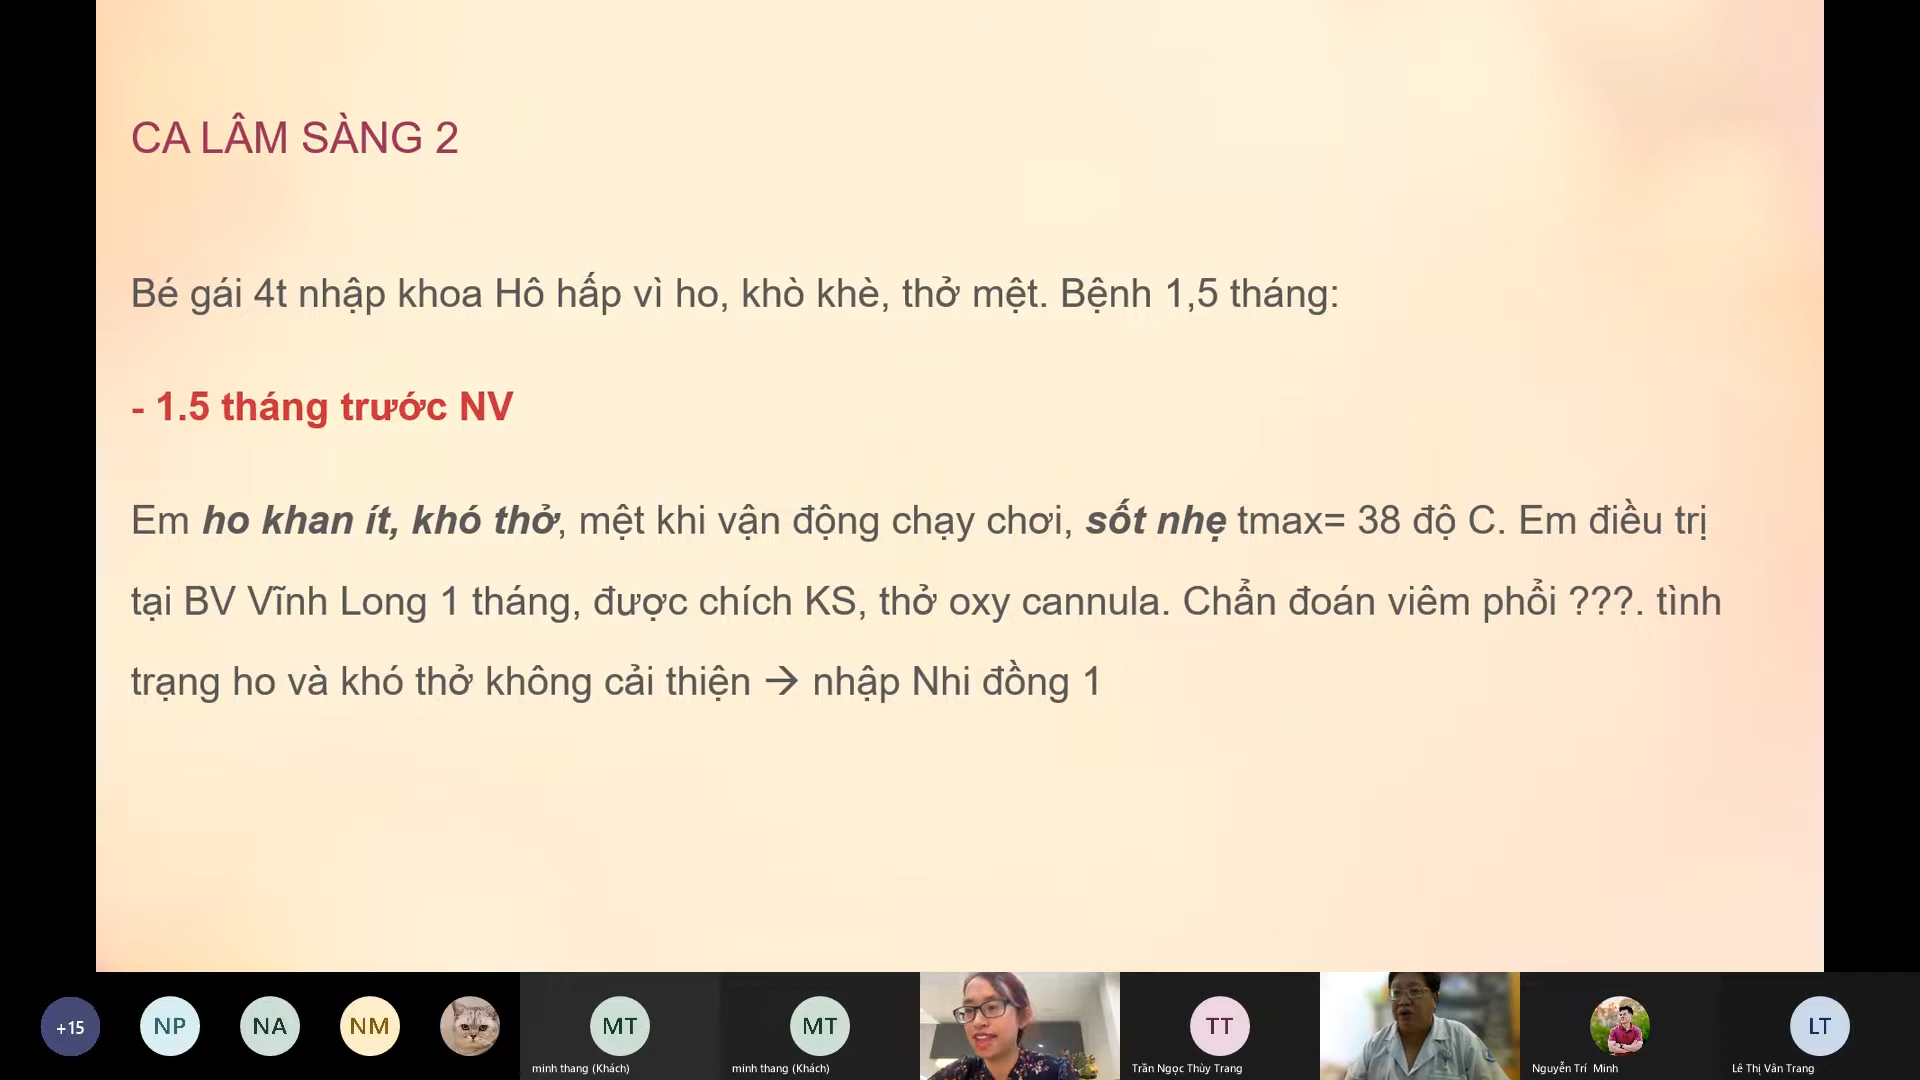 CA LÂM SÀNG 2
Bé gái 4t nhập khoa Hô hấp vì ho, khò khè, thở mệt. Bệnh 1,5 tháng:
- 1.5 tháng trước NV
Em ho khan ít, khó thở, mệt khi vận động chạy chơi, sốt nhẹ tmax= 38 độ C. Em điều trị
tại BV Vĩnh Long 1 tháng, được chích KS, thở oxy cannula. Chẩn đoán viêm phổi ???. tình
trạng ho và khó thở không cải thiện → nhập Nhi đồng 1
+15
NP
NA
NM
MT
MT
TT
LT
minh thang (Khách)
minh thang (Khách)
Trần Ngọc Thùy Trang
Nguyễn Trí Minh
Lê Thị Vân Trang